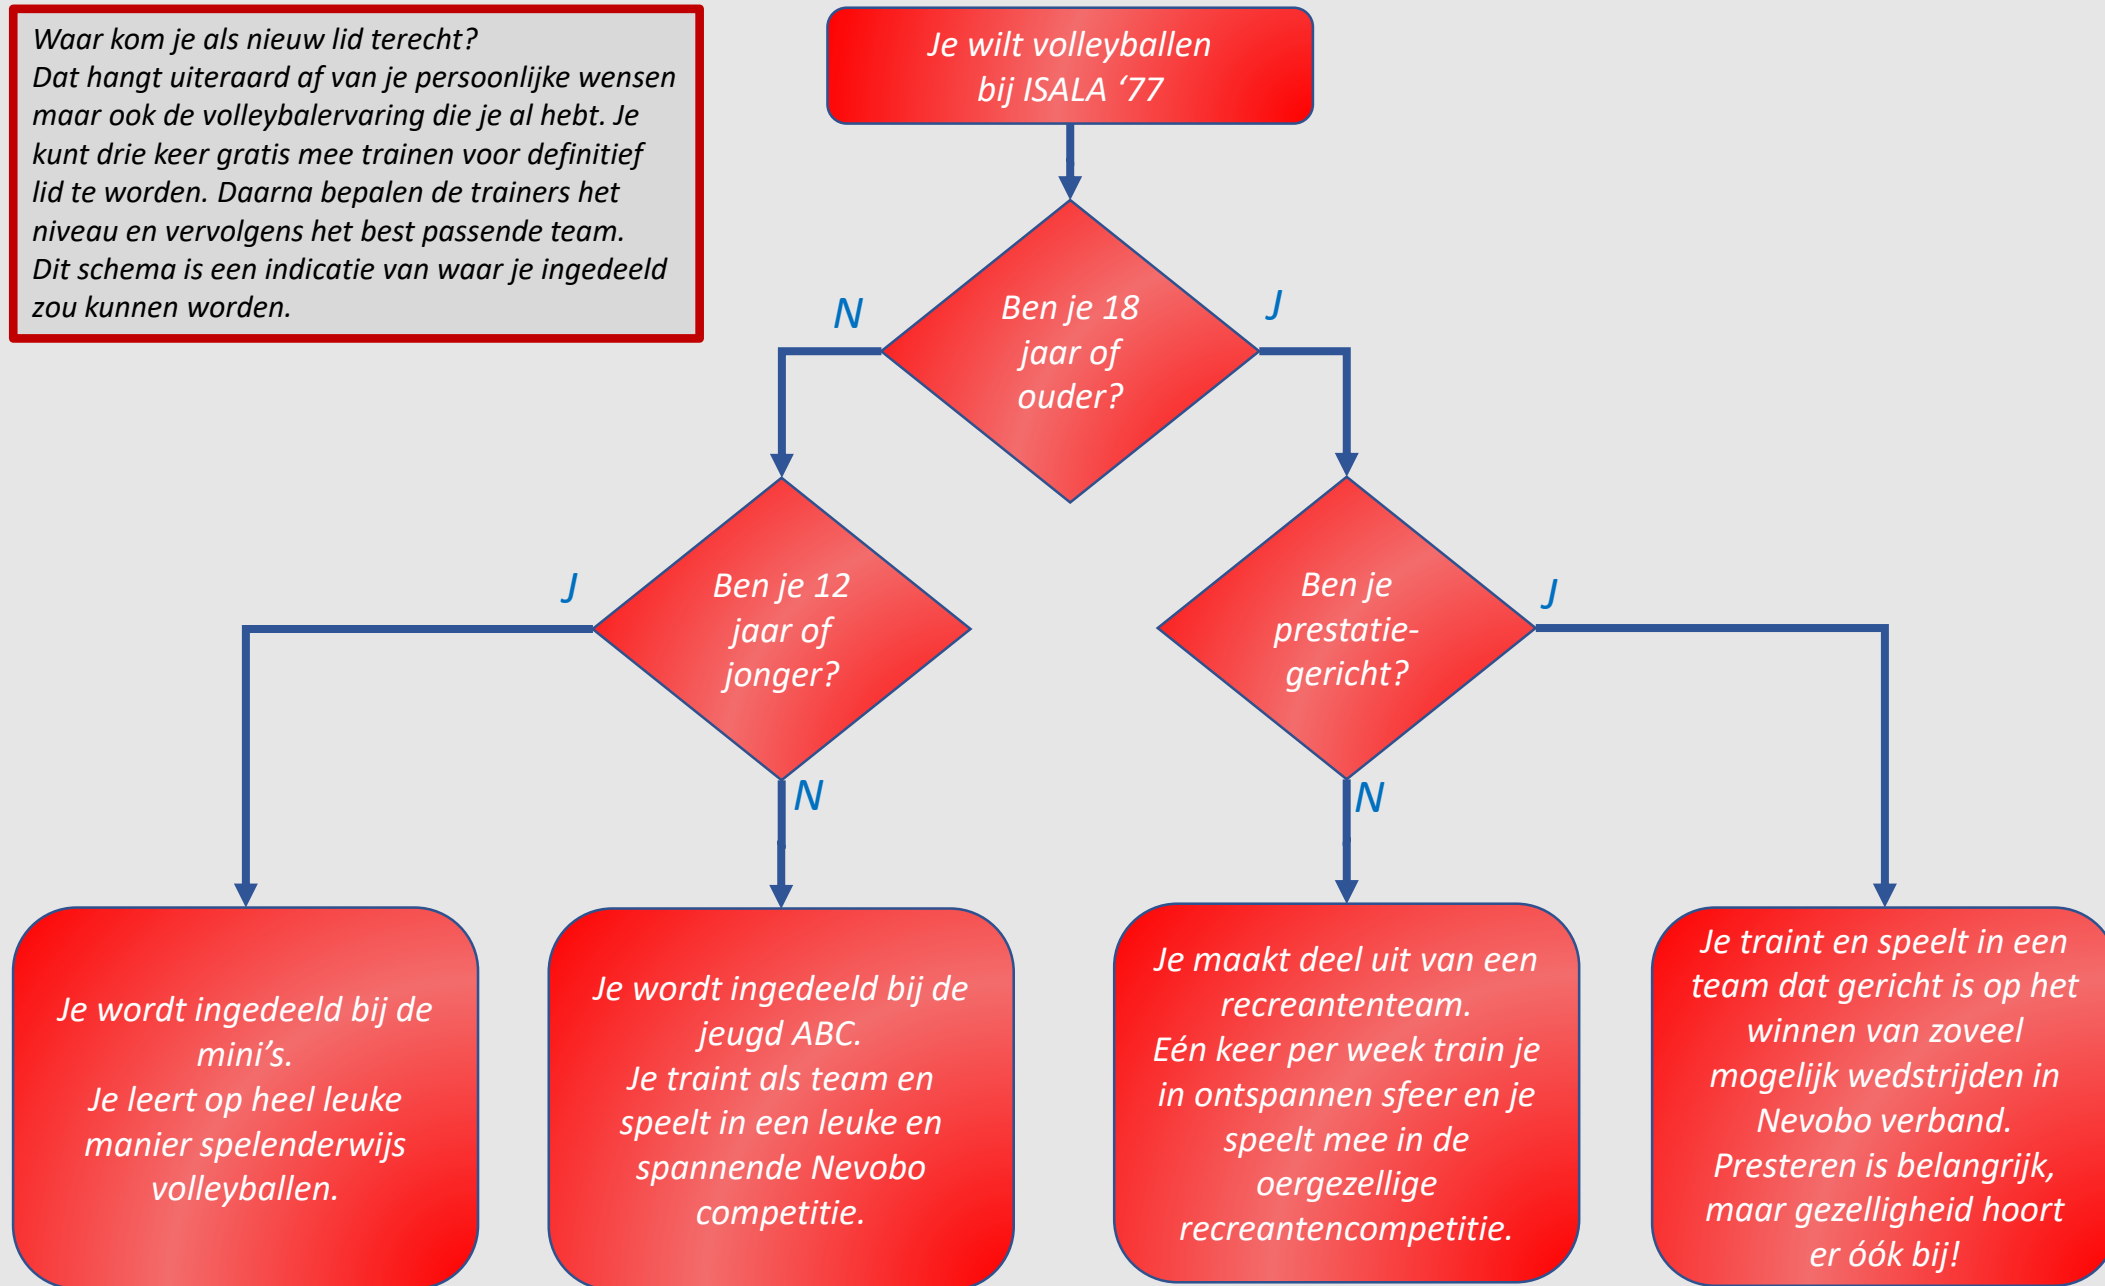 Waar kom je als nieuw lid terecht?
Dat hangt uiteraard af van je persoonlijke wensen
maar ook de volleybalervaring die je al hebt. Je
kunt drie keer gratis mee trainen voor definitief
lid te worden. Daarna bepalen de trainers het
niveau en vervolgens het best passende team.
Dit schema is een indicatie van waar je ingedeeld
zou kunnen worden.
Je wilt volleyballen
bij ISALA ‘77
N
Ben je 18
jaar of
ouder?
J
J
Ben je 12
jaar of
jonger?
N
Ben je
prestatie-
gericht?
J
N
Je wordt ingedeeld bij de
mini’s.
Je leert op heel leuke
manier spelenderwijs
volleyballen.
Je wordt ingedeeld bij de
jeugd ABC.
Je traint als team en
speelt in een leuke en
spannende Nevobo
competitie.
Je maakt deel uit van een
recreantenteam.
Eén keer per week train je
in ontspannen sfeer en je
speelt mee in de
oergezellige
recreantencompetitie.
Je traint en speelt in een
team dat gericht is op het
winnen van zoveel
mogelijk wedstrijden in
Nevobo verband.
Presteren is belangrijk,
maar gezelligheid hoort
er óók bij!